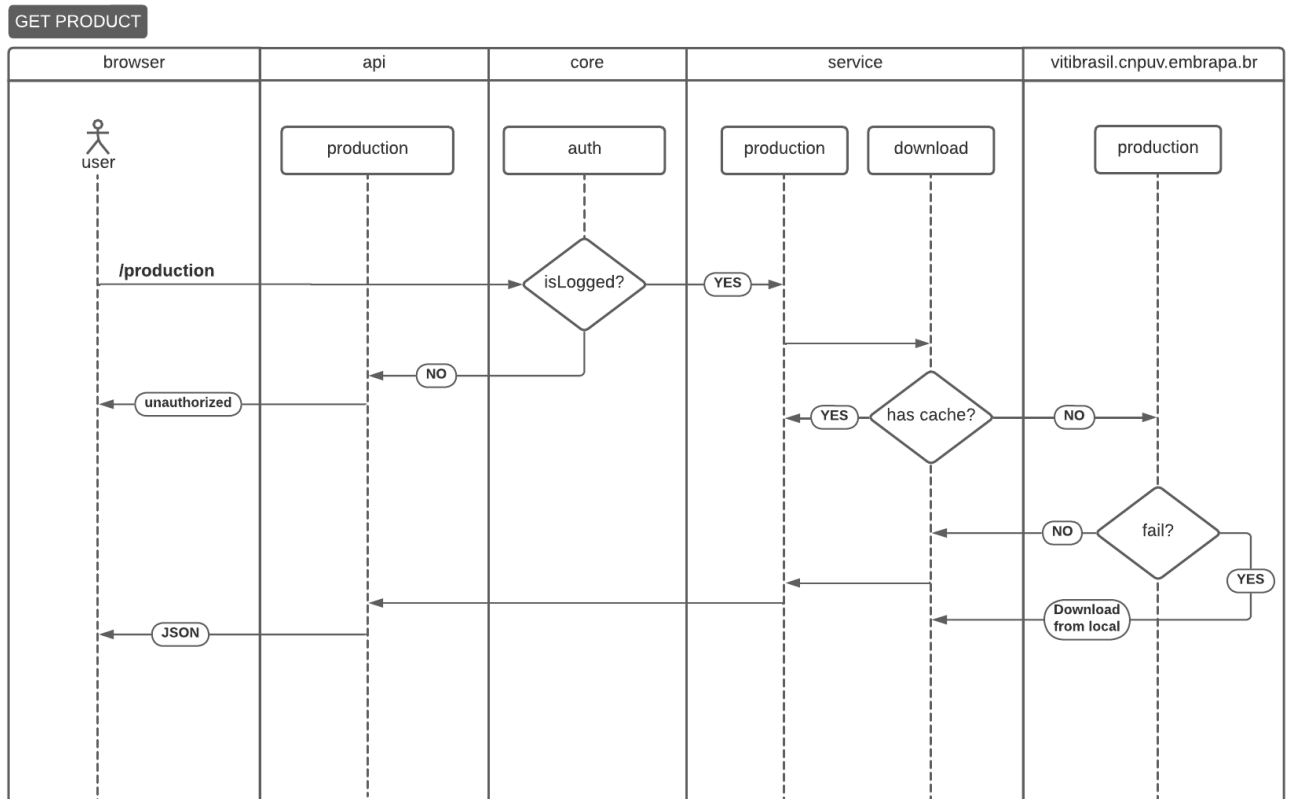 GET PRODUCT
browser
api
core
service
vitibrasil.cnpuv.embrapa.br
user
production
auth
production
download
production
/production
isLogged?
YES
NO
unauthorized
YES
has cache?
NO
NO
fail?
YES
Download
from local
JSON